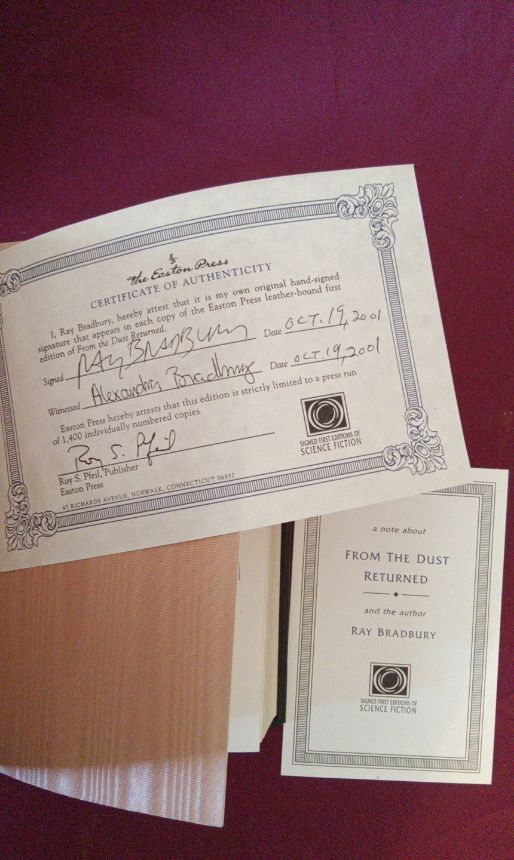 the Easton Press
CERTIFICATE OF AUTHENTICITY
I, Ray Bradbury, hereby attest that it is my own original hand-signed
signature that appears in each copy of the Easton Press leather-bound first
edition of From the Dust Returned.
Signed RAY BRADBURY Date OCT. 19, 2001
Witnessed Alexandra Bradbury Date OCT. 19, 2001
Easton Press hereby attests that this edition is strictly limited to a press run
of 1,400 individually numbered copies.
Roy S. Pfeil
Roy S. Pfeil, Publisher
Easton Press
SIGNED FIRST EDITIONS OF
SCIENCE FICTION
47 RICHARDS AVENUE, NORWALK, CONNECTICUT 06857
a note about
FROM THE DUST
RETURNED
and the author
RAY BRADBURY
SIGNED FIRST EDITIONS OF
SCIENCE FICTION